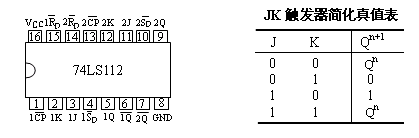 JK 触发器简化真值表
VCC 1R̅D 2R̅D 2C̅P̅ 2K 2J 2S̅D 2Q
16 15 14 13 12 11 10 9
74LS112
1 2 3 4 5 6 7 8
1C̅P̅ 1K 1J 1S̅D 1Q 1Q̅ 2Q̅ GND
J K Qn+1
0 0 Qn
0 1 0
1 0 1
1 1 Qn